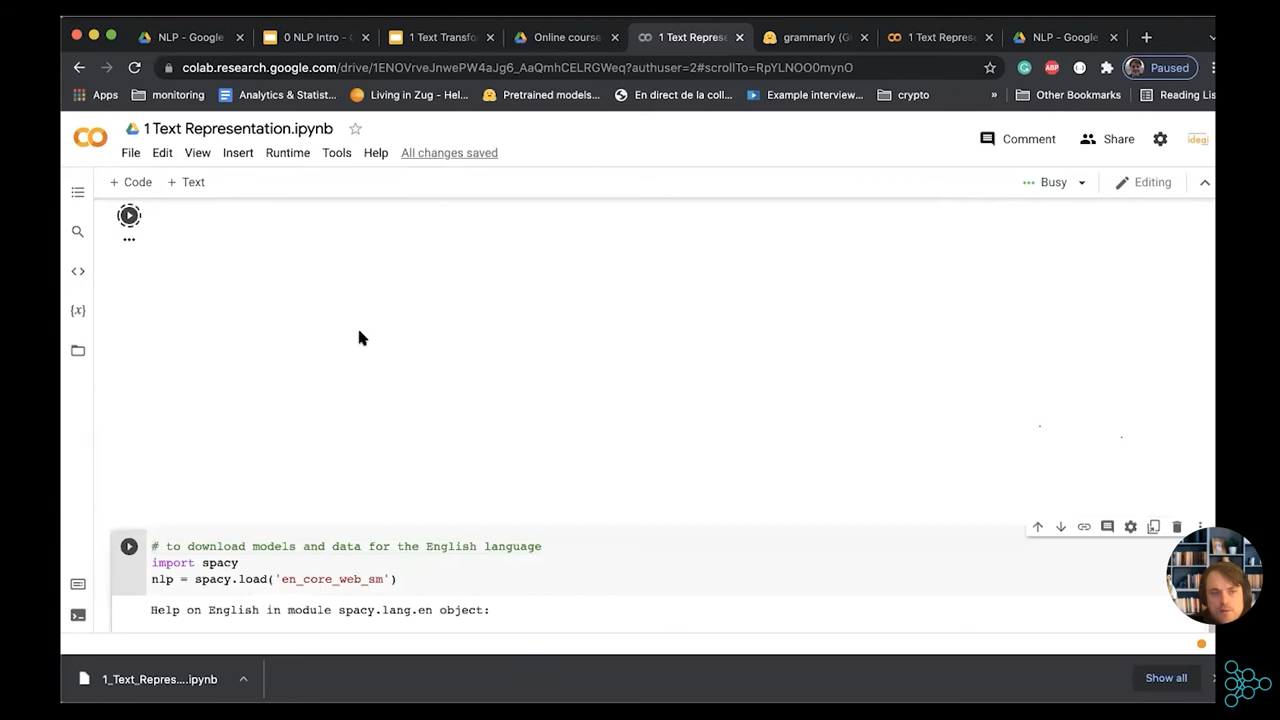 NLP - Google
0 NLP Intro -
1 Text Transfo
Online course
1 Text Repres
grammarly (G
1 Text Repres
NLP - Google
colab.research.google.com/drive/1ENOVrveJnwePW4aJg6_AaQmhCELRGWeq?authuser=2#scrollTo=RpYLNOO0mynO
Paused
Apps
monitoring
Analytics & Statist...
Living in Zug - Hel...
Pretrained models...
En direct de la coll...
Example interview...
crypto
»
Other Bookmarks
Reading Lis
1 Text Representation.ipynb
Comment
Share
File Edit View Insert Runtime Tools Help All changes saved
+ Code + Text
Busy
Editing
# to download models and data for the English language
import spacy
nlp = spacy.load('en_core_web_sm')
Help on English in module spacy.lang.en object:
1_Text_Repres....ipynb
Show all